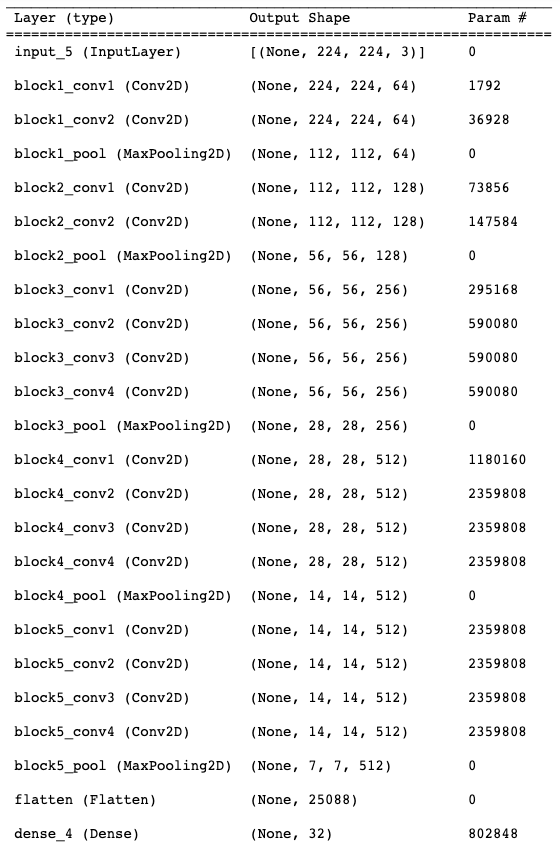 Layer (type) Output Shape Param #
=================================================================
input_5 (InputLayer) [(None, 224, 224, 3)] 0
block1_conv1 (Conv2D) (None, 224, 224, 64) 1792
block1_conv2 (Conv2D) (None, 224, 224, 64) 36928
block1_pool (MaxPooling2D) (None, 112, 112, 64) 0
block2_conv1 (Conv2D) (None, 112, 112, 128) 73856
block2_conv2 (Conv2D) (None, 112, 112, 128) 147584
block2_pool (MaxPooling2D) (None, 56, 56, 128) 0
block3_conv1 (Conv2D) (None, 56, 56, 256) 295168
block3_conv2 (Conv2D) (None, 56, 56, 256) 590080
block3_conv3 (Conv2D) (None, 56, 56, 256) 590080
block3_conv4 (Conv2D) (None, 56, 56, 256) 590080
block3_pool (MaxPooling2D) (None, 28, 28, 256) 0
block4_conv1 (Conv2D) (None, 28, 28, 512) 1180160
block4_conv2 (Conv2D) (None, 28, 28, 512) 2359808
block4_conv3 (Conv2D) (None, 28, 28, 512) 2359808
block4_conv4 (Conv2D) (None, 28, 28, 512) 2359808
block4_pool (MaxPooling2D) (None, 14, 14, 512) 0
block5_conv1 (Conv2D) (None, 14, 14, 512) 2359808
block5_conv2 (Conv2D) (None, 14, 14, 512) 2359808
block5_conv3 (Conv2D) (None, 14, 14, 512) 2359808
block5_conv4 (Conv2D) (None, 14, 14, 512) 2359808
block5_pool (MaxPooling2D) (None, 7, 7, 512) 0
flatten (Flatten) (None, 25088) 0
dense_4 (Dense) (None, 32) 802848